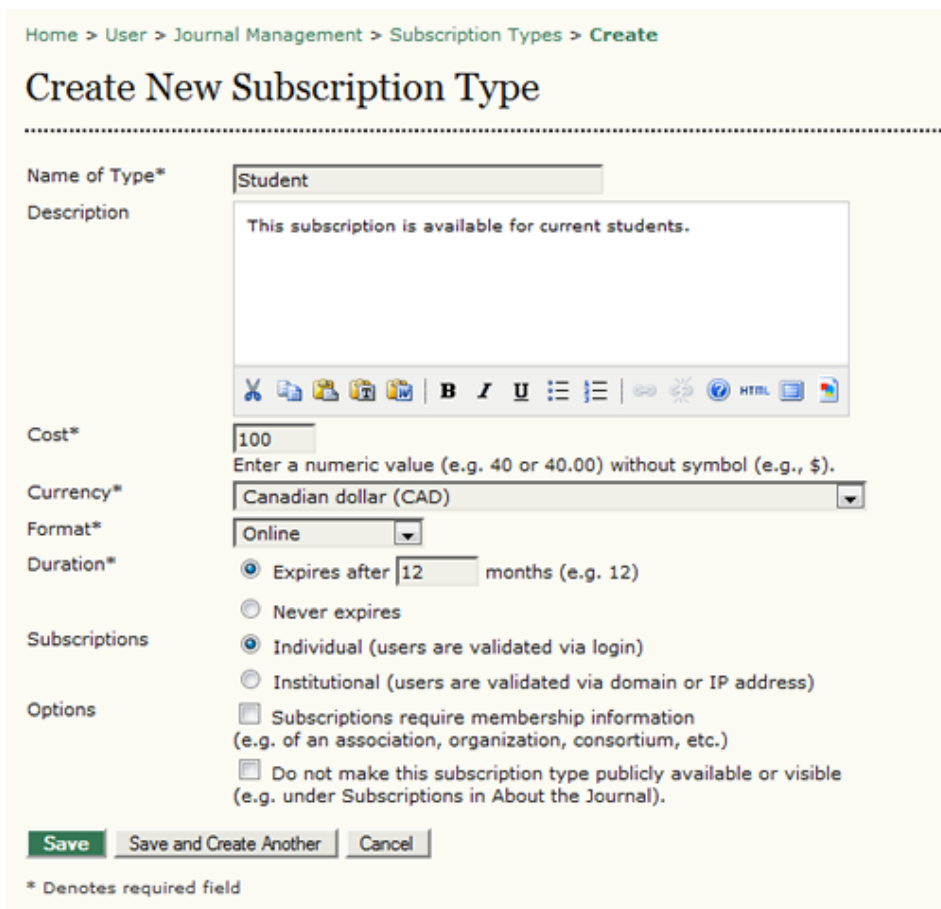 Home > User > Journal Management > Subscription Types > Create
Create New Subscription Type
Name of Type* Student
Description This subscription is available for current students.
B I U HTML
Cost* 100
Enter a numeric value (e.g. 40 or 40.00) without symbol (e.g., $).
Currency* Canadian dollar (CAD)
Format* Online
Duration* Expires after 12 months (e.g. 12)
Never expires
Subscriptions Individual (users are validated via login)
Institutional (users are validated via domain or IP address)
Options Subscriptions require membership information
(e.g. of an association, organization, consortium, etc.)
Do not make this subscription type publicly available or visible
(e.g. under Subscriptions in About the Journal).
Save Save and Create Another Cancel
* Denotes required field